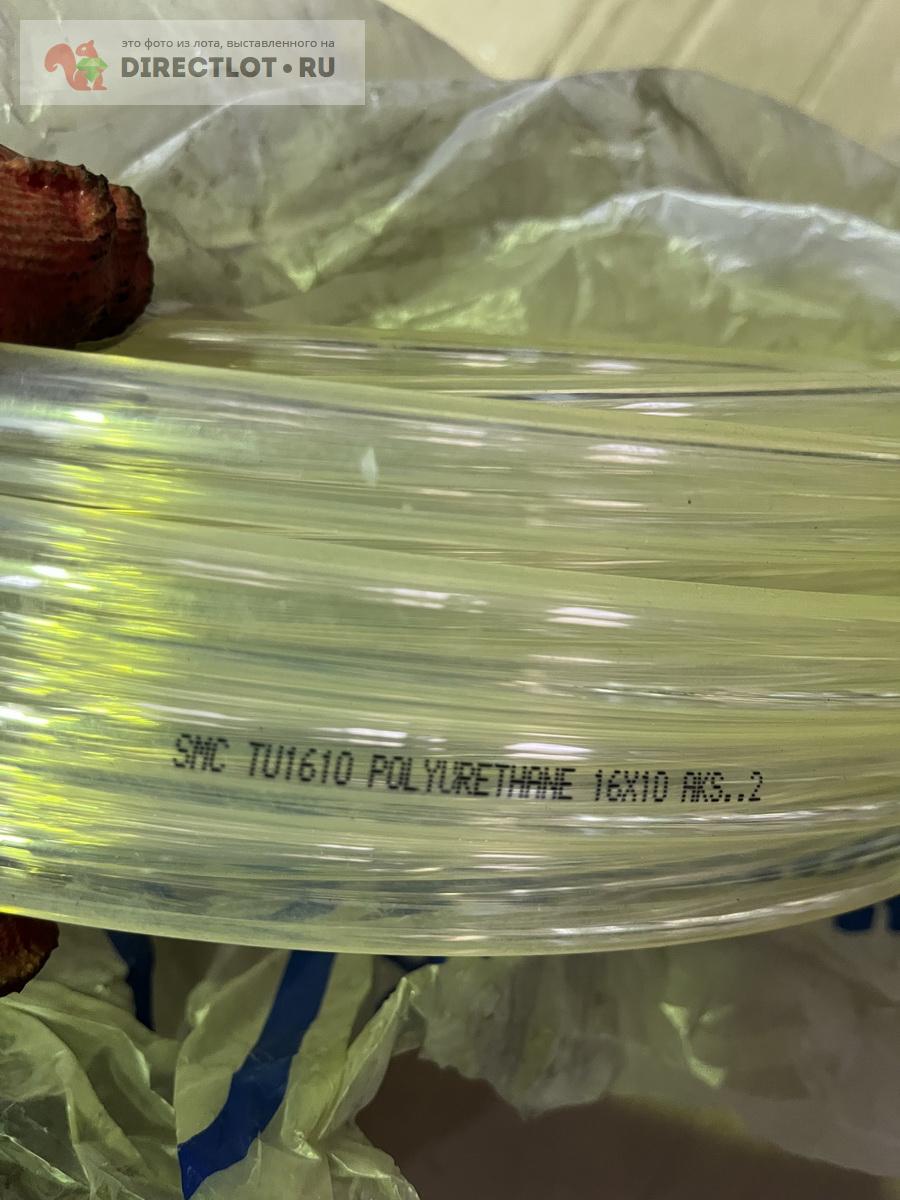 это фото из лота, выставленного на
DIRECTLOT•RU
SMC TU1610 POLYURETHANE 16X10 AKS..2